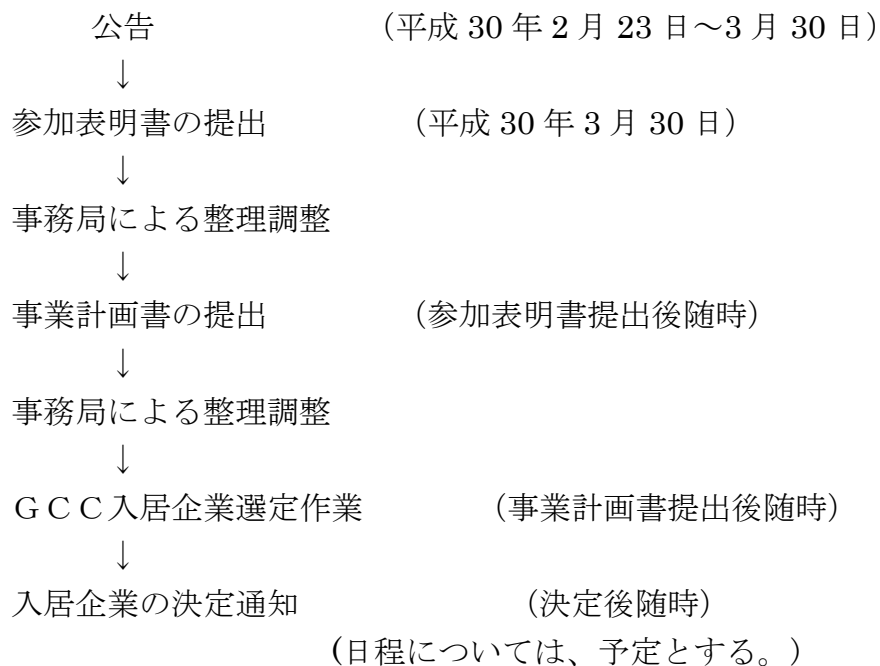 公告　　　　　　　（平成 30 年 2 月 23 日～3 月 30 日）
↓
参加表明書の提出　　　　（平成 30 年 3 月 30 日）
↓
事務局による整理調整
↓
事業計画書の提出　　　　（参加表明書提出後随時）
↓
事務局による整理調整
↓
ＧＣＣ入居企業選定作業　　　　（事業計画書提出後随時）
↓
入居企業の決定通知　　　　　　　（決定後随時）
(日程については、予定とする。）